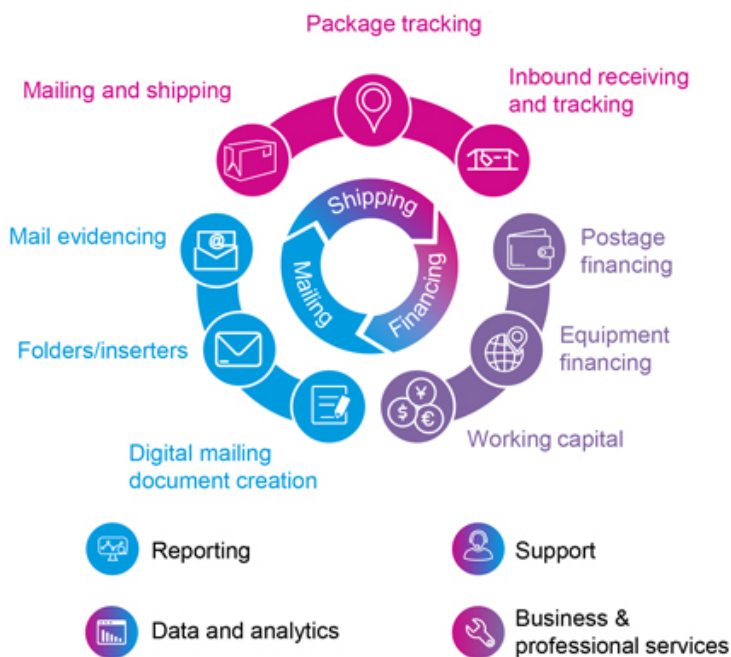 Package tracking
Mailing and shipping
Inbound receiving
and tracking
Shipping
Mail evidencing
Postage
financing
Mailing
Financing
Folders/inserters
Equipment
financing
Working capital
Digital mailing
document creation
Reporting
Support
Data and analytics
Business &
professional services